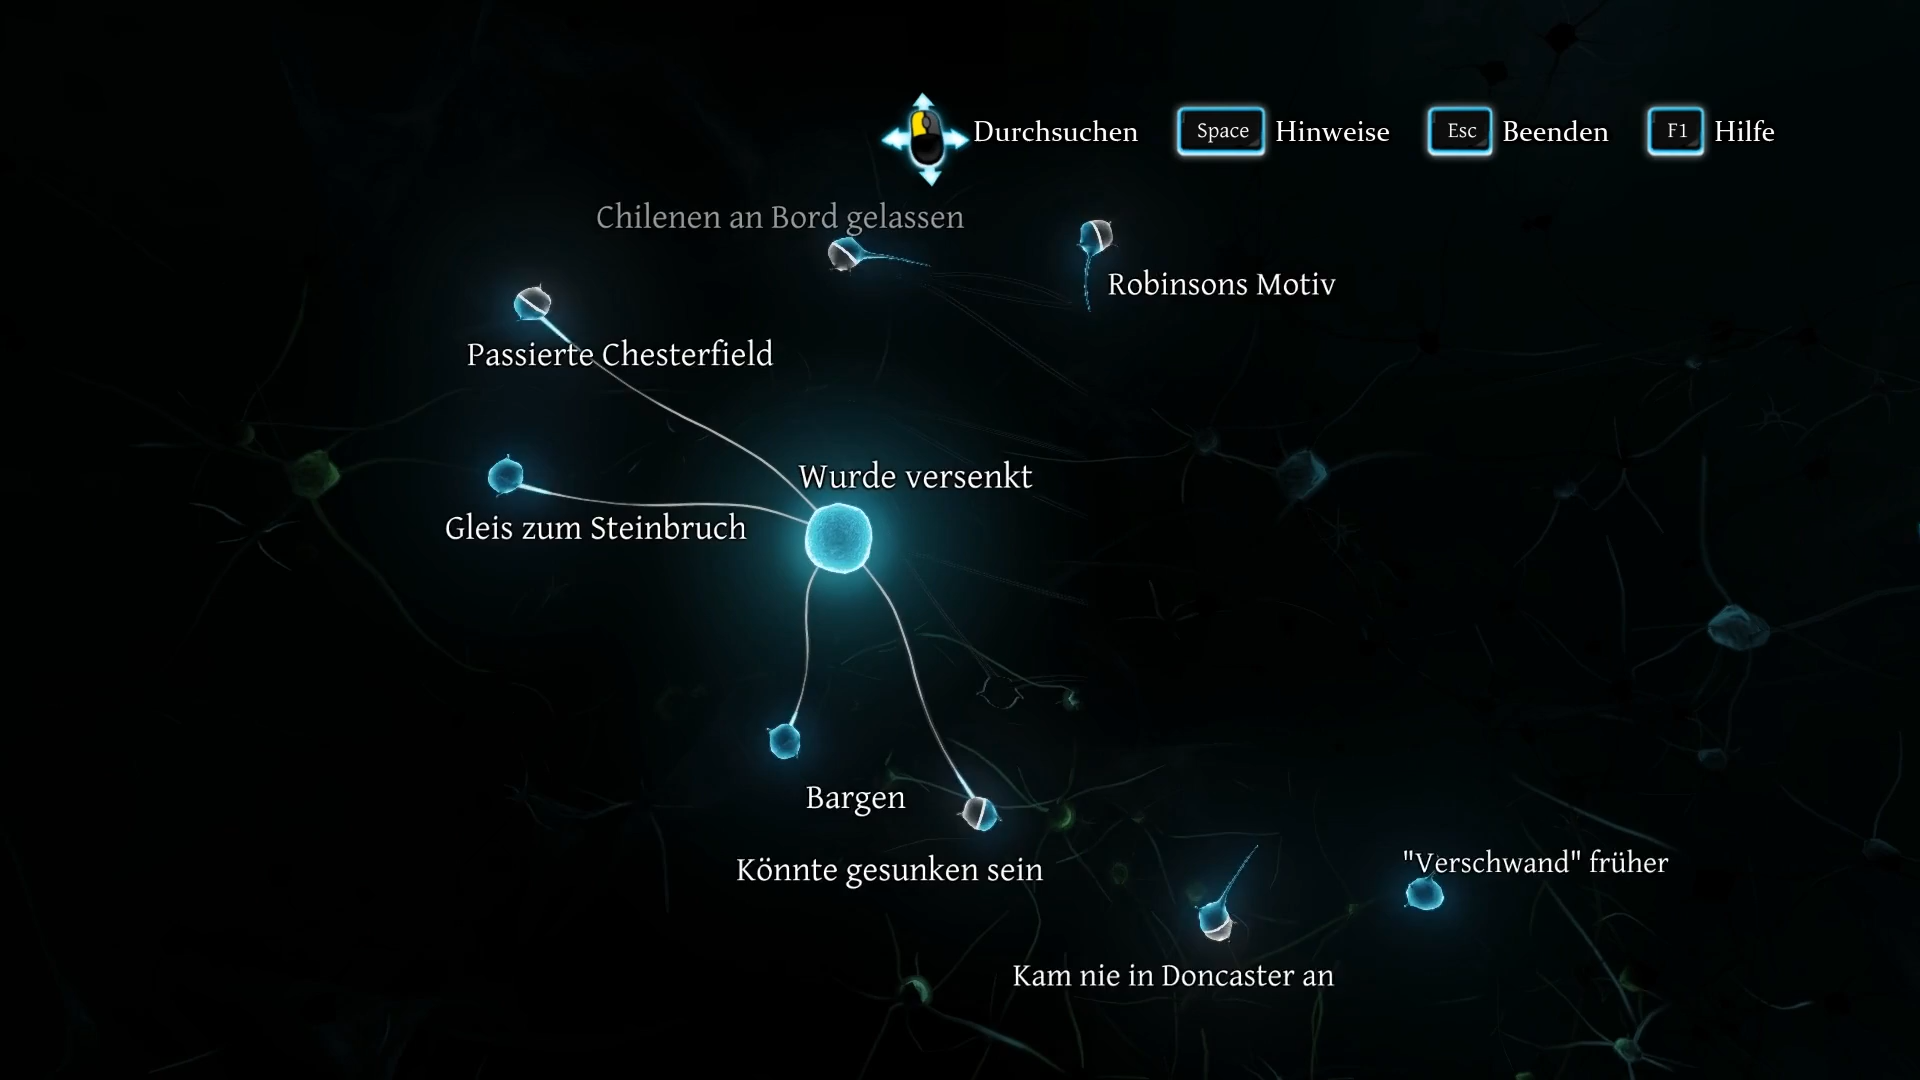 Durchsuchen
Space
Hinweise
Esc
Beenden
F1
Hilfe
Chilenen an Bord gelassen
Robinsons Motiv
Passierte Chesterfield
Wurde versenkt
Gleis zum Steinbruch
Bargen
Könnte gesunken sein
"Verschwand" früher
Kam nie in Doncaster an